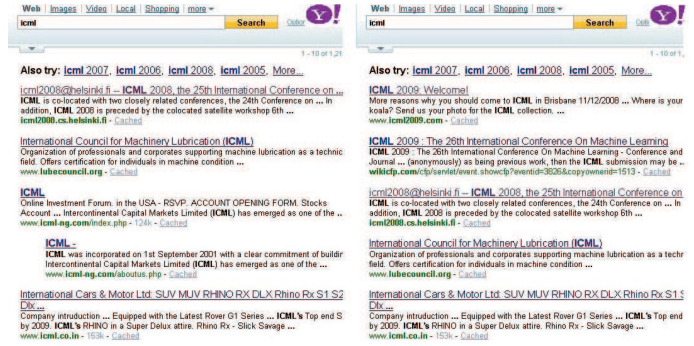 Web | Images | Video | Local | Shopping | more
icml
Search
Y!
1 - 10 of 1,21
Also try: icml 2007, icml 2006, icml 2008, icml 2005, More...
icml2008@helsinki.fi -- ICML 2008, the 25th International Conference on ...
ICML is co-located with two closely related conferences, the 24th Conference on ... In
addition, ICML 2008 is preceded by the colocated satellite workshop 6th ...
icml2008.cs.helsinki.fi - Cached
International Council for Machinery Lubrication (ICML)
Organization of professionals and corporates supporting machine lubrication as a technic
field. Offers certification for individuals in machine condition ...
www.lubecouncil.org - Cached
ICML
Online Investment Forum. in the USA - RSVP. ACCOUNT OPENING FORM. Stocks
Account ... Intercontinental Capital Markets Limited (ICML) has emerged as one of the ..
www.icml-ng.com/index.php - 124k - Cached
ICML -
ICML was incorporated on 1st September 2001 with a clear commitment of buildin
Intercontinental Capital Markets Limited (ICML) has emerged as one of the ...
www.icml-ng.com/aboutus.php - Cached
International Cars & Motor Ltd: SUV MUV RHINO RX DLX Rhino Rx S1 S2
Dlx ...
Company intruduction ... Equipped with the Latest Rover G1 Series ... ICML's Top end S
by 2009. ICML's RHINO in a Super Delux attire. Rhino Rx - Slick Savage ...
www.icml.co.in - 153k - Cached
Web | Images | Video | Local | Shopping | more
icml
Search
Y!
1 - 10 of 1,
Also try: icml 2007, icml 2006, icml 2008, icml 2005, More...
ICML 2009: Welcome!
More reasons why you should come to ICML in Brisbane 11/12/2008 ... Where is your
koala? Send us your photo for the ICML collection. ...
www.icml2009.com - Cached
ICML 2009 : The 26th International Conference On Machine Learning
ICML 2009 : The 26th International Conference On Machine Learning - Conference and
Journal ... (anonymously) as being previous work, then the ICML submission may be ..
wikicfp.com/cfp/servlet/event.showcfp?eventid=3826&copyownerid=1513 - Cached
icml2008@helsinki.fi -- ICML 2008, the 25th International Conference on
ICML is co-located with two closely related conferences, the 24th Conference on ... In
addition, ICML 2008 is preceded by the colocated satellite workshop 6th ...
icml2008.cs.helsinki.fi - Cached
International Council for Machinery Lubrication (ICML)
Organization of professionals and corporates supporting machine lubrication as a techr
field. Offers certification for individuals in machine condition ...
www.lubecouncil.org - Cached
International Cars & Motor Ltd: SUV MUV RHINO RX DLX Rhino Rx S1 S
Dlx ...
Company intruduction ... Equipped with the Latest Rover G1 Series ... ICML's Top end S
by 2009. ICML's RHINO in a Super Delux attire. Rhino Rx - Slick Savage ...
www.icml.co.in - 153k - Cached